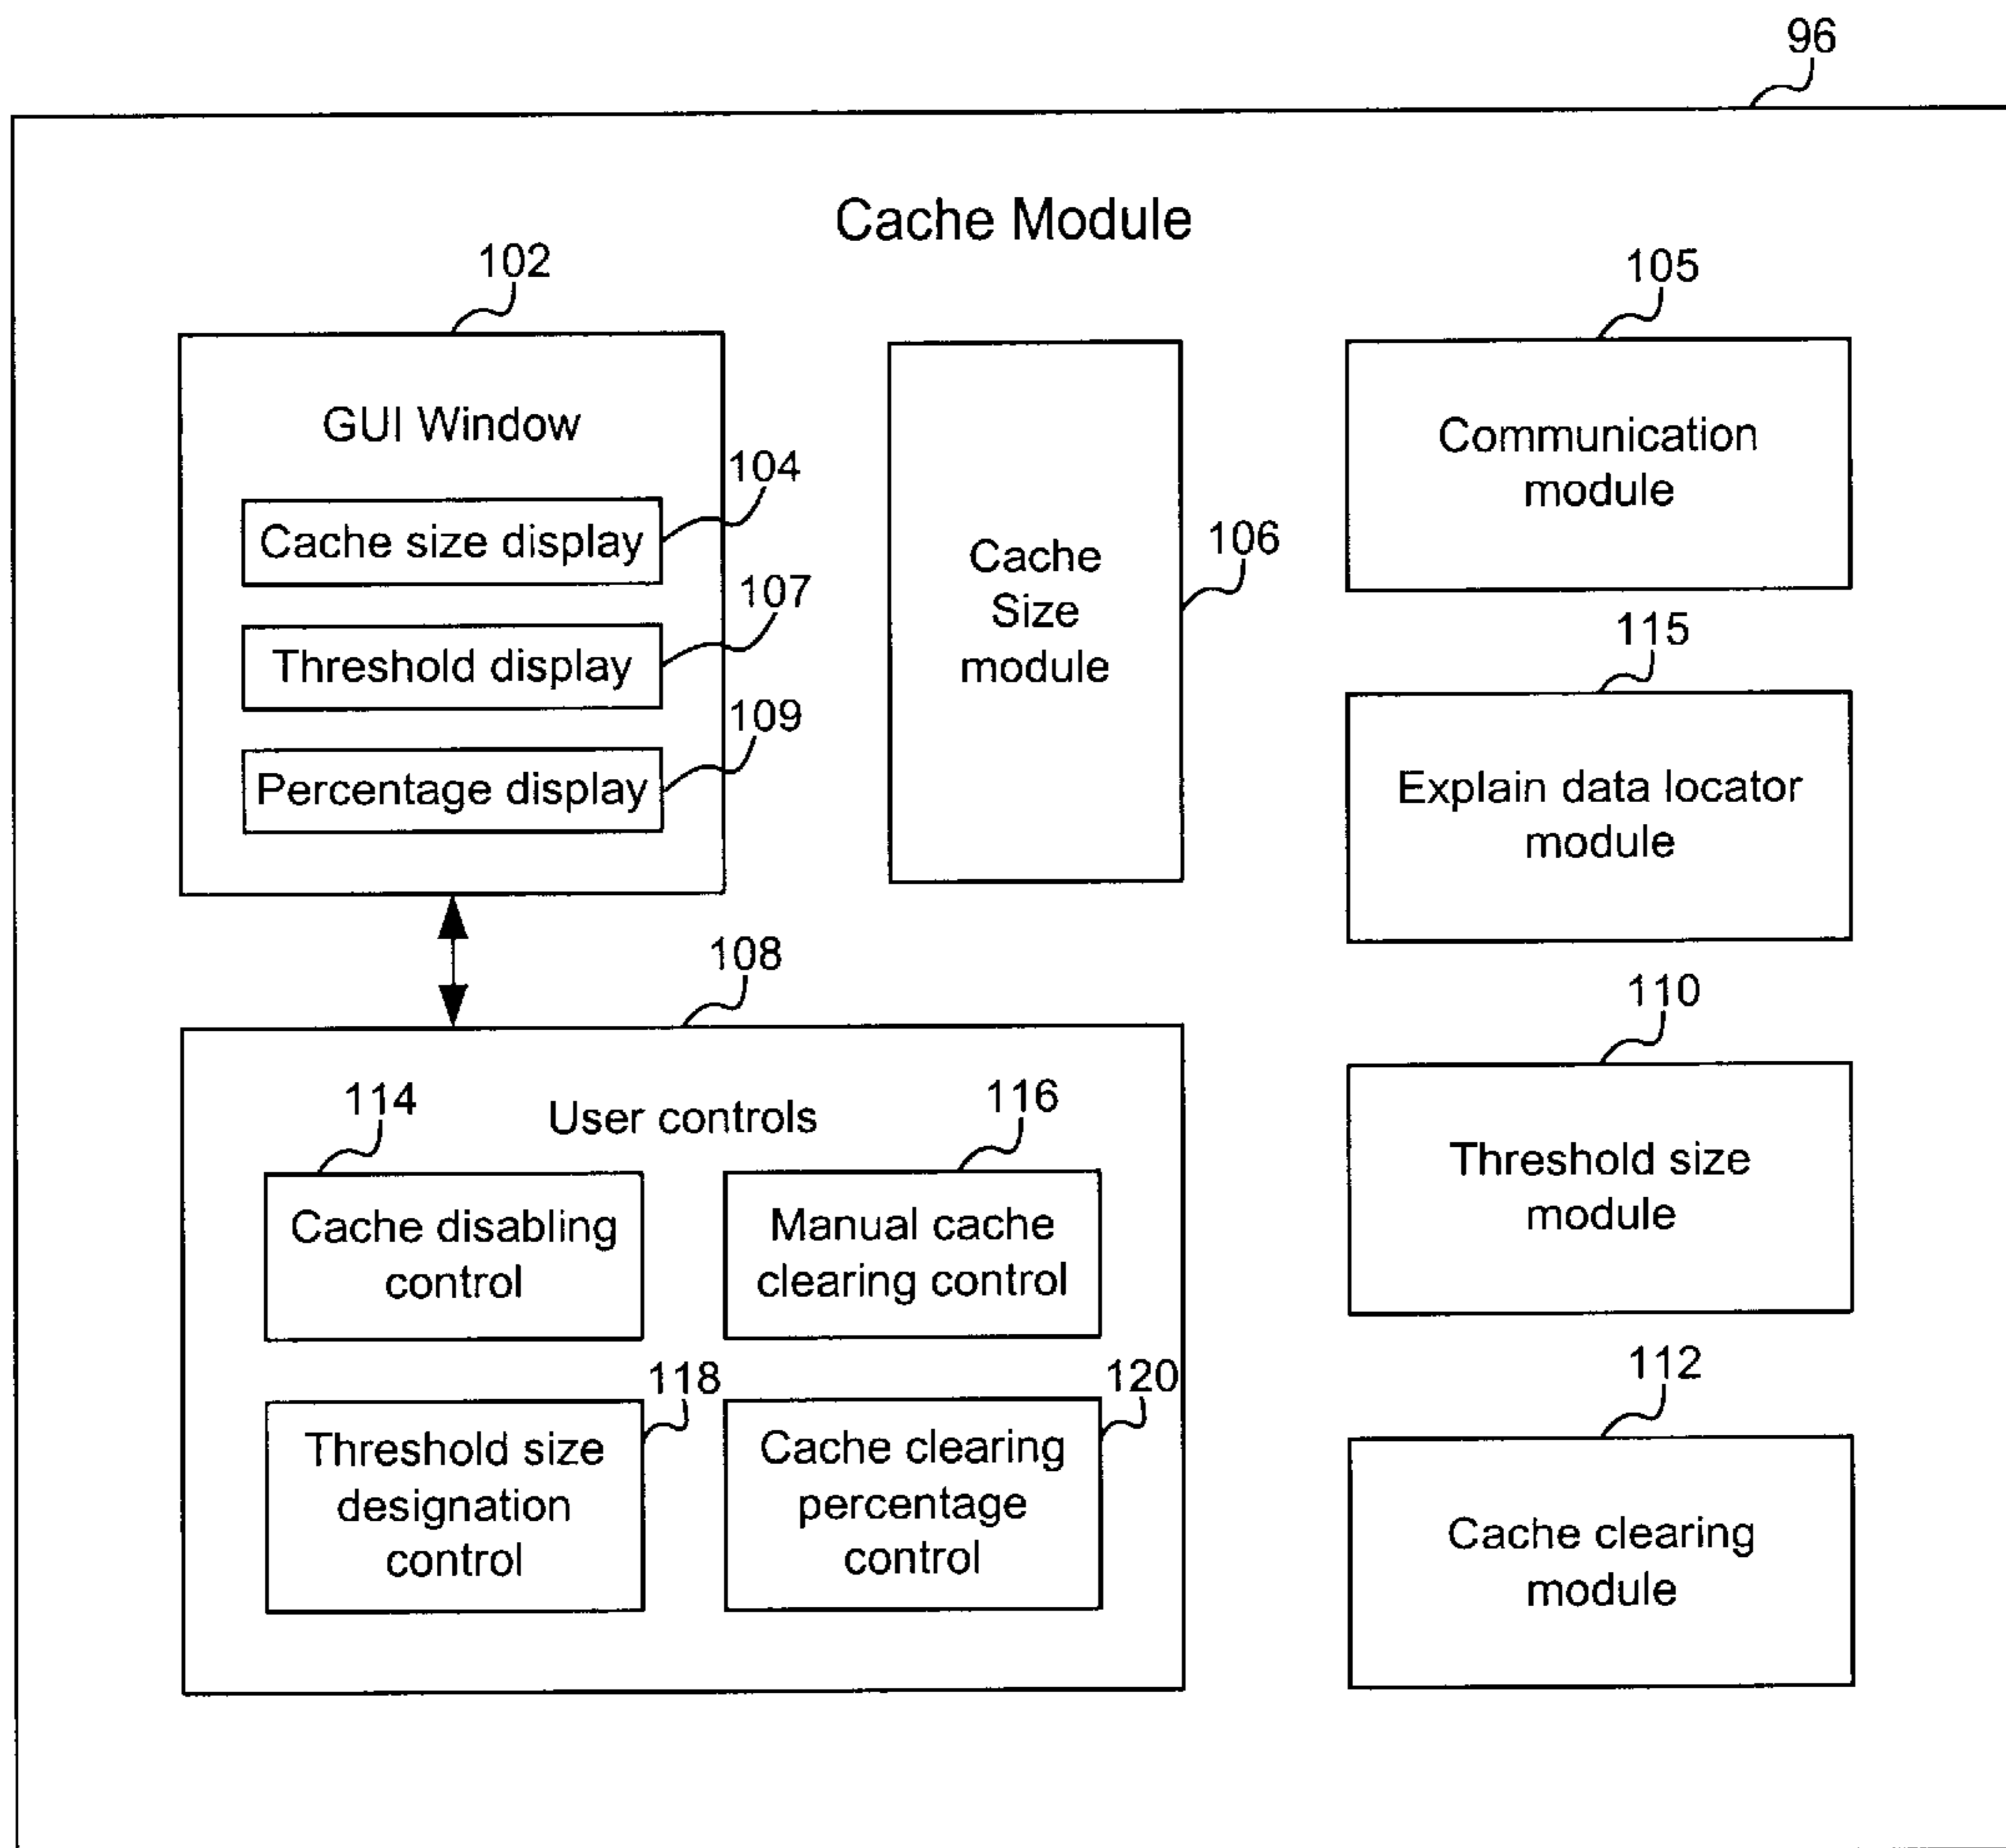 96
Cache Module
102
GUI Window
104
Cache size display
107
Threshold display
109
Percentage display
106
Cache
Size
module
105
Communication
module
115
Explain data locator
module
108
User controls
114
Cache disabling
control
116
Manual cache
clearing control
118
Threshold size
designation
control
120
Cache clearing
percentage
control
110
Threshold size
module
112
Cache clearing
module